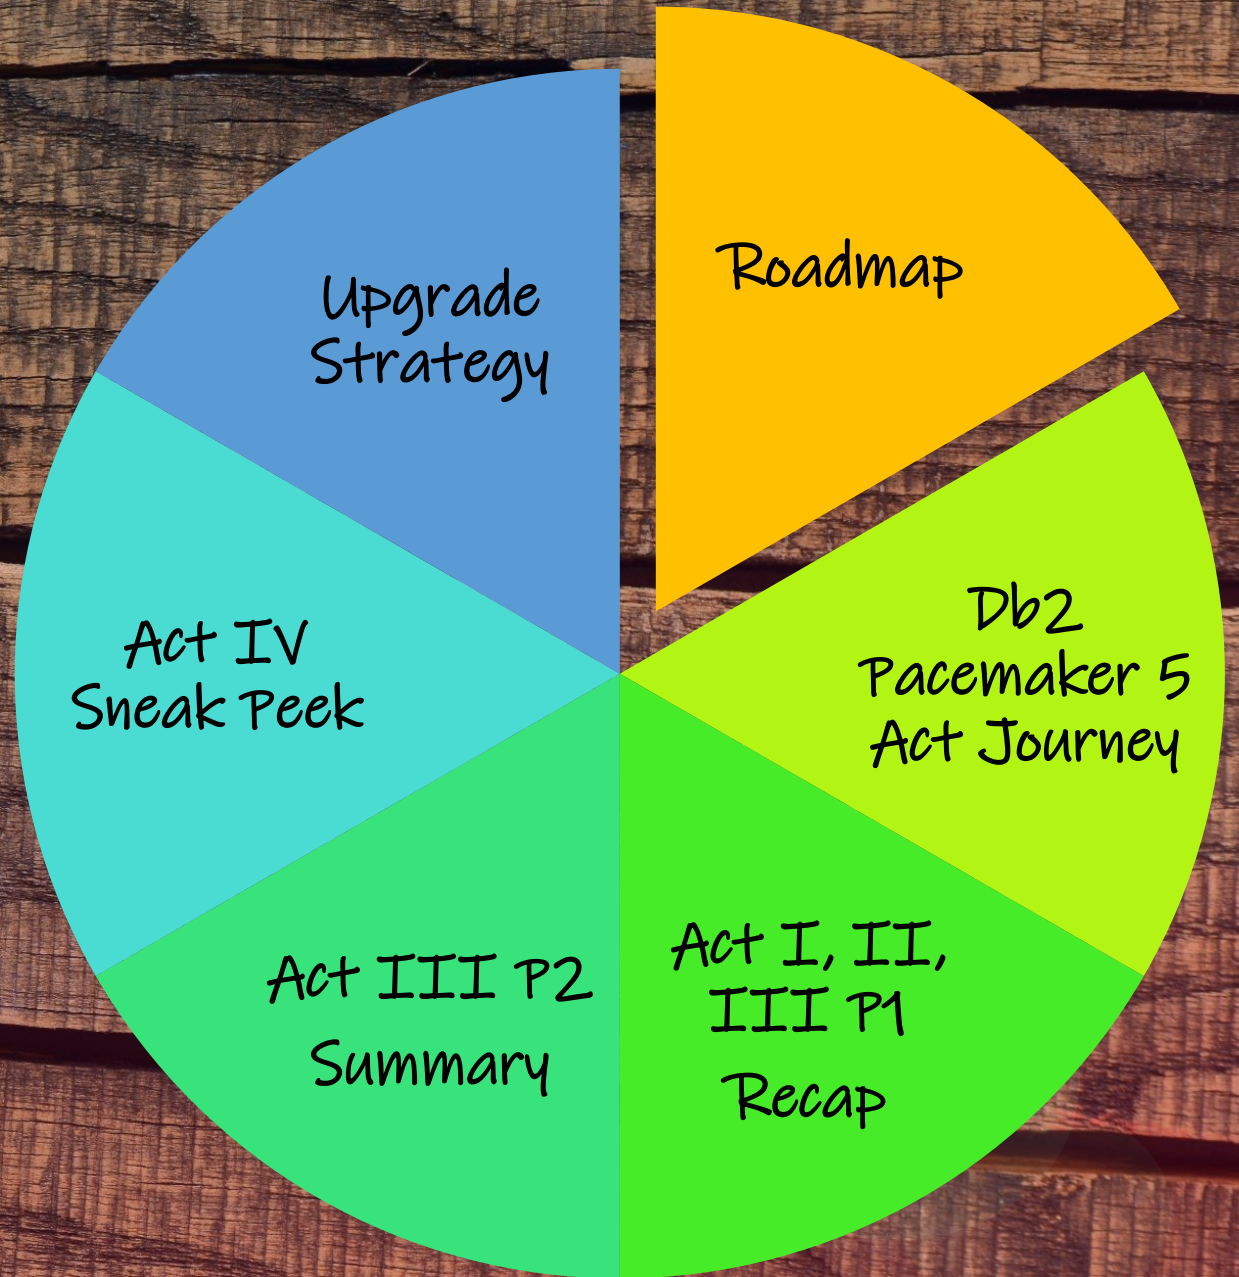 Roadmap
Db2
Pacemaker 5
Act Journey
Act I, II,
III P1
Recap
Act III P2
Summary
Act IV
Sneak Peek
Upgrade
Strategy